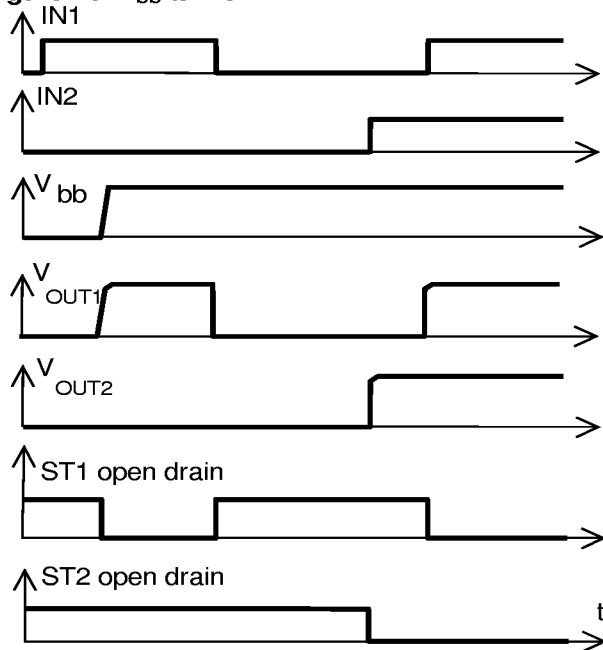 IN1
IN2
V bb
V OUT1
V OUT2
ST1 open drain
ST2 open drain
t